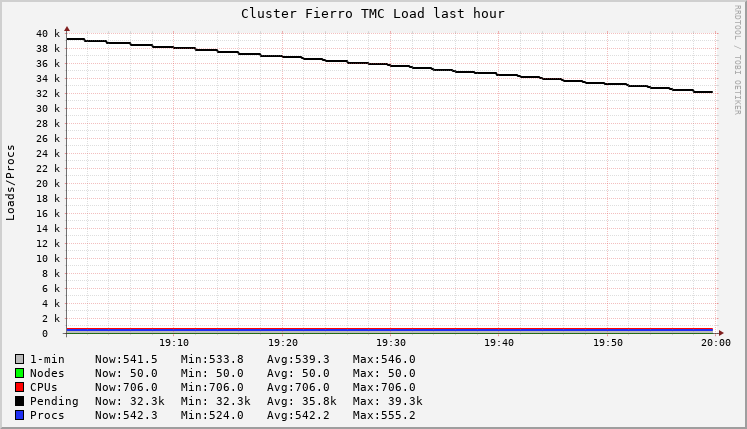 Cluster Fierro TMC Load last hour
RRDTOOL / TOBI OETIKER
Loads/Procs
40 k
38 k
36 k
34 k
32 k
30 k
28 k
26 k
24 k
22 k
20 k
18 k
16 k
14 k
12 k
10 k
8 k
6 k
4 k
2 k
0
19:10 19:20 19:30 19:40 19:50 20:00
1-min Now:541.5 Min:533.8 Avg:539.3 Max:546.0
Nodes Now: 50.0 Min: 50.0 Avg: 50.0 Max: 50.0
CPUs Now:706.0 Min:706.0 Avg:706.0 Max:706.0
Pending Now: 32.3k Min: 32.3k Avg: 35.8k Max: 39.3k
Procs Now:542.3 Min:524.0 Avg:542.2 Max:555.2